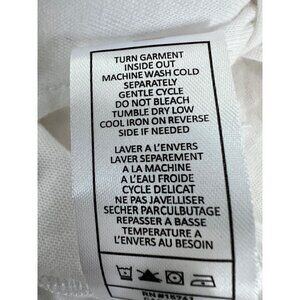 TURN GARMENT
INSIDE OUT
MACHINE WASH COLD
SEPARATELY
GENTLE CYCLE
DO NOT BLEACH
TUMBLE DRY LOW
COOL IRON ON REVERSE
SIDE IF NEEDED
LAVER A L'ENVERS
LAVER SEPAREMENT
A LA MACHINE
A L'EAU FROIDE
CYCLE DELICAT
NE PAS JAVELLISER
SECHER PARCULBUTAGE
REPASSER A BASSE
TEMPERATURE A
L'ENVERS AU BESOIN